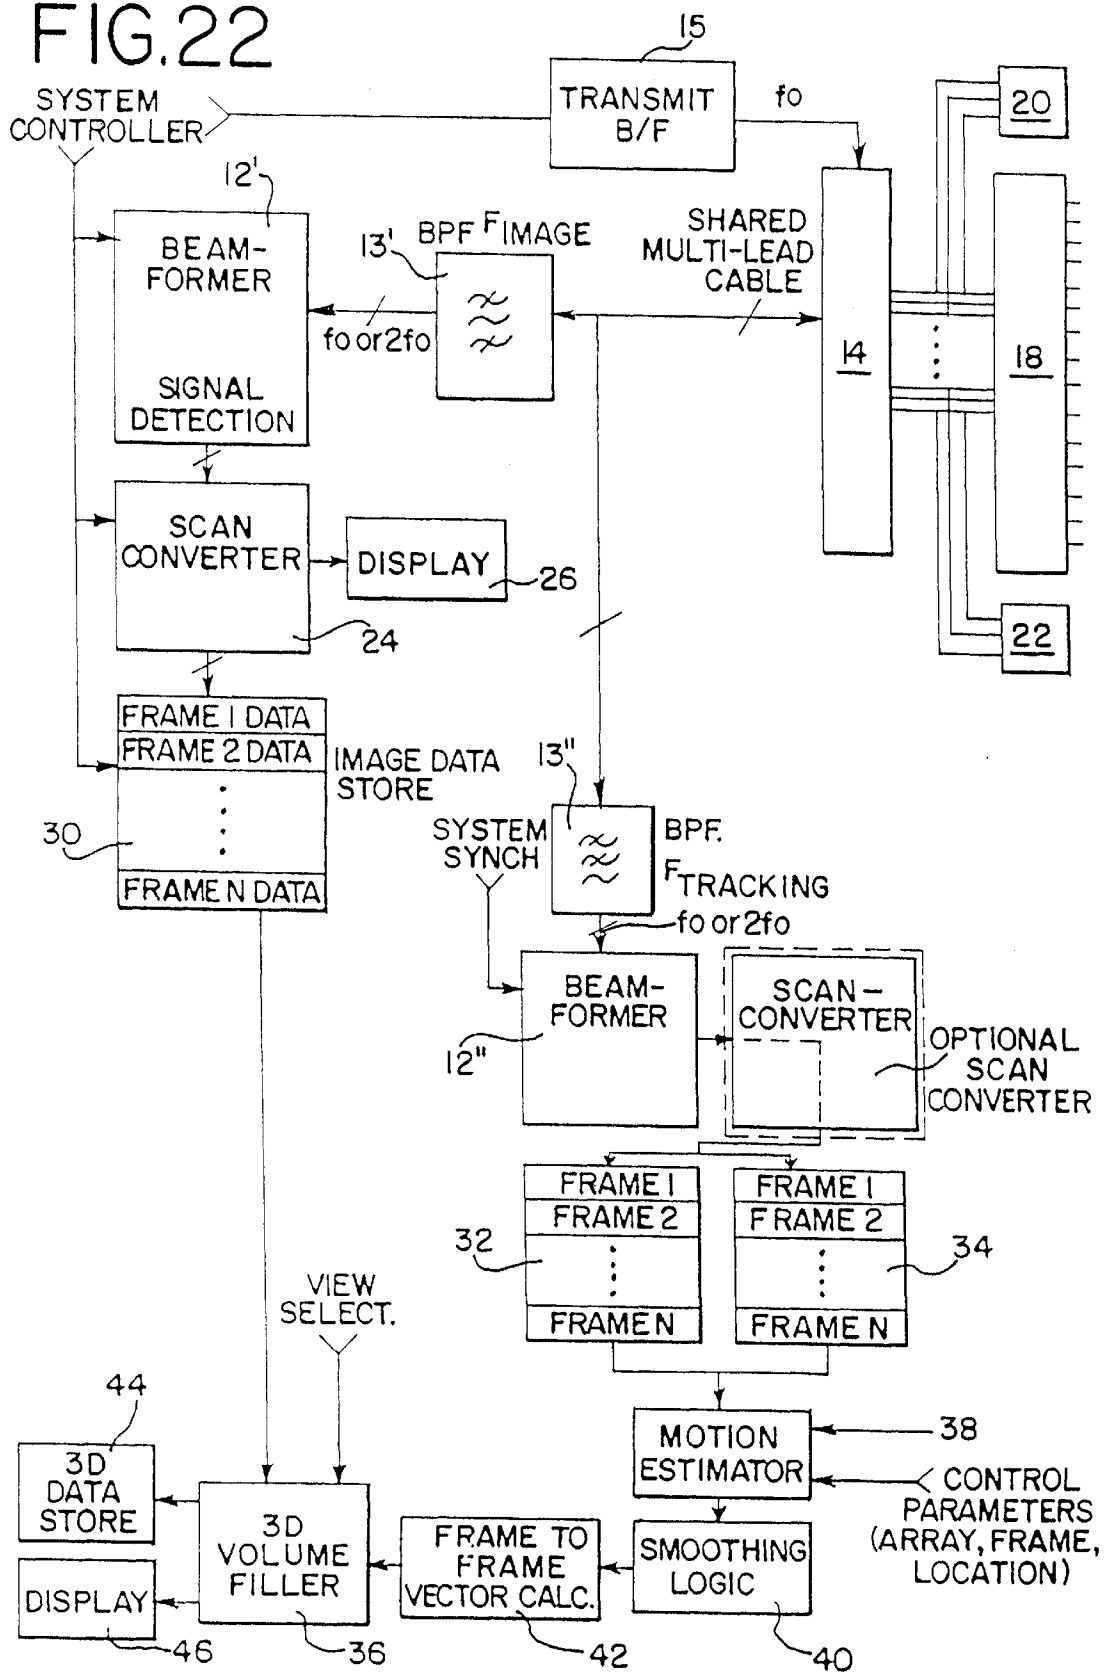 FIG.22
15
SYSTEM
CONTROLLER
TRANSMIT
B/F
fo
20
12'
BEAM-
FORMER
SIGNAL
DETECTION
13'
BPF FIMAGE
fo or 2fo
SHARED
MULTI-LEAD
CABLE
14
18
SCAN
CONVERTER
24
DISPLAY
26
22
FRAME 1 DATA
FRAME 2 DATA
FRAME N DATA
IMAGE DATA
STORE
30
13"
SYSTEM
SYNCH
BPF.
FTRACKING
fo or 2fo
BEAM-
FORMER
12"
SCAN-
CONVERTER
OPTIONAL
SCAN
CONVERTER
FRAME 1
FRAME 2
FRAME N
32
FRAME 1
FRAME 2
FRAME N
34
VIEW
SELECT.
44
3D
DATA
STORE
DISPLAY
46
3D
VOLUME
FILLER
36
FRAME TO
FRAME
VECTOR CALC.
42
MOTION
ESTIMATOR
38
CONTROL
PARAMETERS
(ARRAY, FRAME,
LOCATION)
SMOOTHING
LOGIC
40